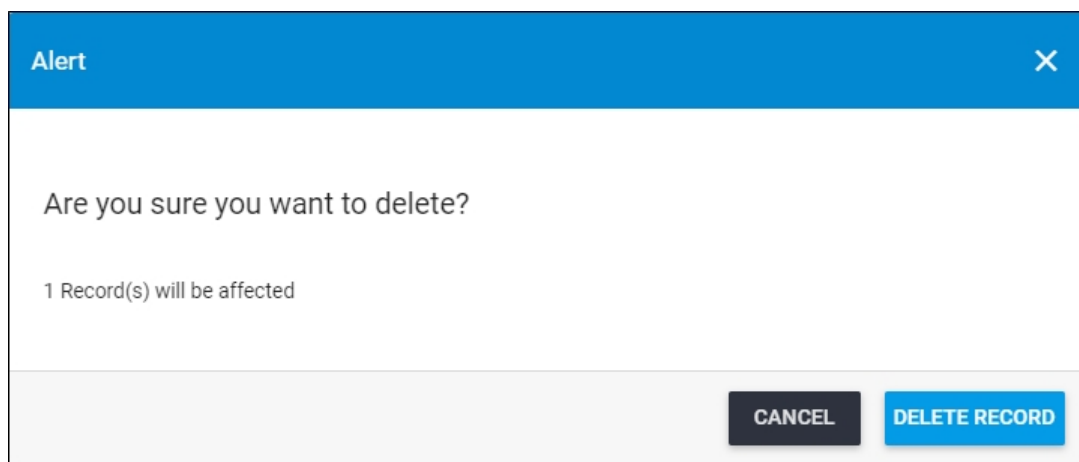 Alert
Are you sure you want to delete?
1 Record(s) will be affected
CANCEL
DELETE RECORD